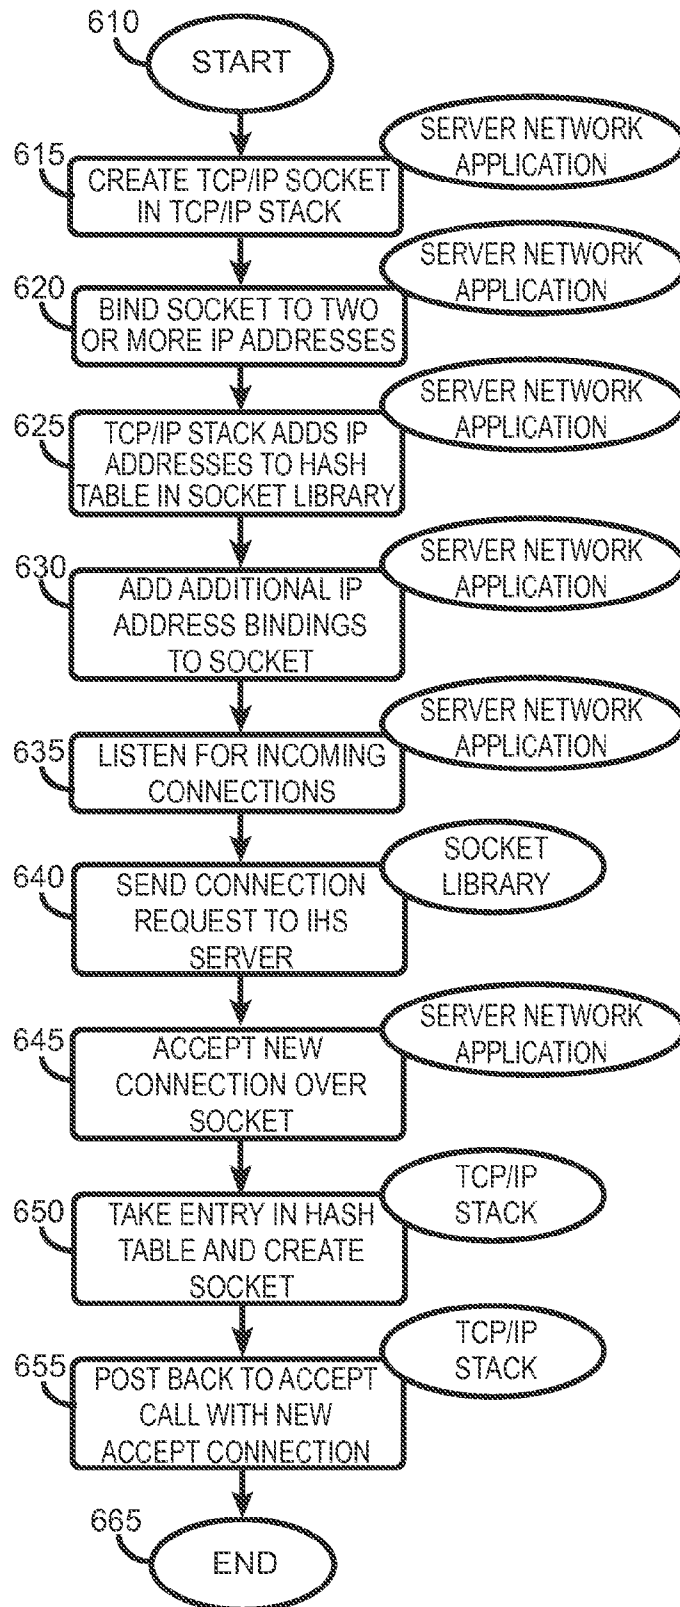 610
START
SERVER NETWORK
APPLICATION
615
CREATE TCP/IP SOCKET
IN TCP/IP STACK
SERVER NETWORK
APPLICATION
620
BIND SOCKET TO TWO
OR MORE IP ADDRESSES
SERVER NETWORK
APPLICATION
625
TCP/IP STACK ADDS IP
ADDRESSES TO HASH
TABLE IN SOCKET LIBRARY
SERVER NETWORK
APPLICATION
630
ADD ADDITIONAL IP
ADDRESS BINDINGS
TO SOCKET
SERVER NETWORK
APPLICATION
635
LISTEN FOR INCOMING
CONNECTIONS
SOCKET
LIBRARY
640
SEND CONNECTION
REQUEST TO IHS
SERVER
SERVER NETWORK
APPLICATION
645
ACCEPT NEW
CONNECTION OVER
SOCKET
TCP/IP
STACK
650
TAKE ENTRY IN HASH
TABLE AND CREATE
SOCKET
TCP/IP
STACK
655
POST BACK TO ACCEPT
CALL WITH NEW
ACCEPT CONNECTION
665
END